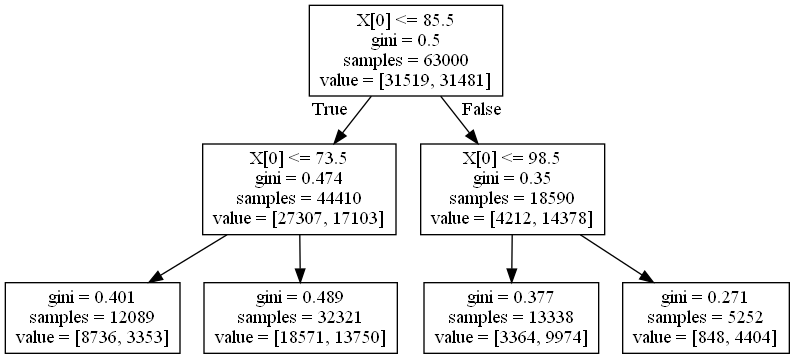 X[0] <= 85.5
gini = 0.5
samples = 63000
value = [31519, 31481]
True
False
X[0] <= 73.5
gini = 0.474
samples = 44410
value = [27307, 17103]
X[0] <= 98.5
gini = 0.35
samples = 18590
value = [4212, 14378]
gini = 0.401
samples = 12089
value = [8736, 3353]
gini = 0.489
samples = 32321
value = [18571, 13750]
gini = 0.377
samples = 13338
value = [3364, 9974]
gini = 0.271
samples = 5252
value = [848, 4404]